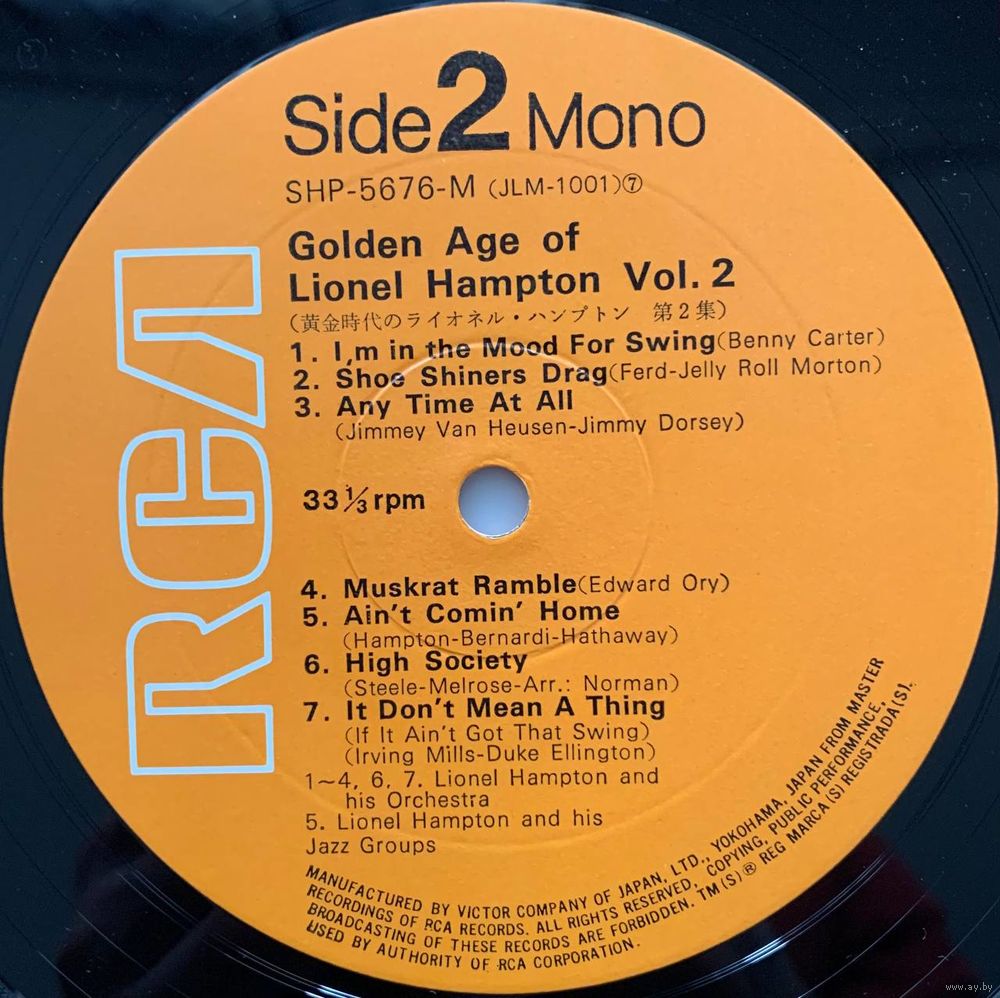 Side 2 Mono
SHP-5676-M (JLM-1001)⑦
Golden Age of
Lionel Hampton Vol. 2
(黄金時代のライオネル・ハンプトン 第2集)
1. I,m in the Mood For Swing(Benny Carter)
2. Shoe Shiners Drag(Ferd-Jelly Roll Morton)
3. Any Time At All
(Jimmey Van Heusen-Jimmy Dorsey)
RCA
33 1/3 rpm
4. Muskrat Ramble(Edward Ory)
5. Ain't Comin' Home
(Hampton-Bernardi-Hathaway)
6. High Society
(Steele-Melrose-Arr.: Norman)
7. It Don't Mean A Thing
(If It Ain't Got That Swing)
(Irving Mills-Duke Ellington)
1~4, 6, 7. Lionel Hampton and
his Orchestra
5. Lionel Hampton and his
Jazz Groups
MANUFACTURED BY VICTOR COMPANY OF JAPAN, LTD., YOKOHAMA, JAPAN FROM MASTER
RECORDINGS OF RCA RECORDS. ALL RIGHTS RESERVED, COPYING, PUBLIC PERFORMANCE,
BROADCASTING OF THESE RECORDS ARE FORBIDDEN. TM(S)® REG MARCA(S) REGISTRADA(S).
USED BY AUTHORITY OF RCA CORPORATION.
www.ay.by